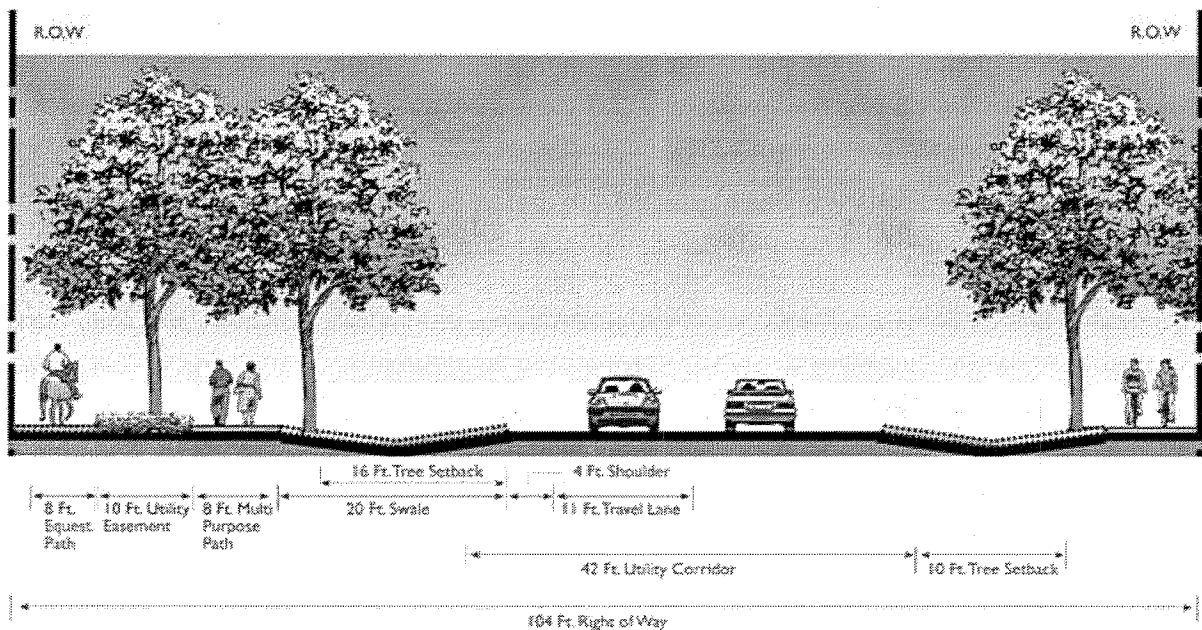 R.O.W
R.O.W
16 Ft. Tree Setback
4 Ft. Shoulder
8 Ft.
Equest.
Path
10 Ft. Utility
Easement
8 Ft. Multi
Purpose
Path
20 Ft. Swale
11 Ft. Travel Lane
42 Ft. Utility Corridor
10 Ft. Tree Setback
104 Ft. Right of Way